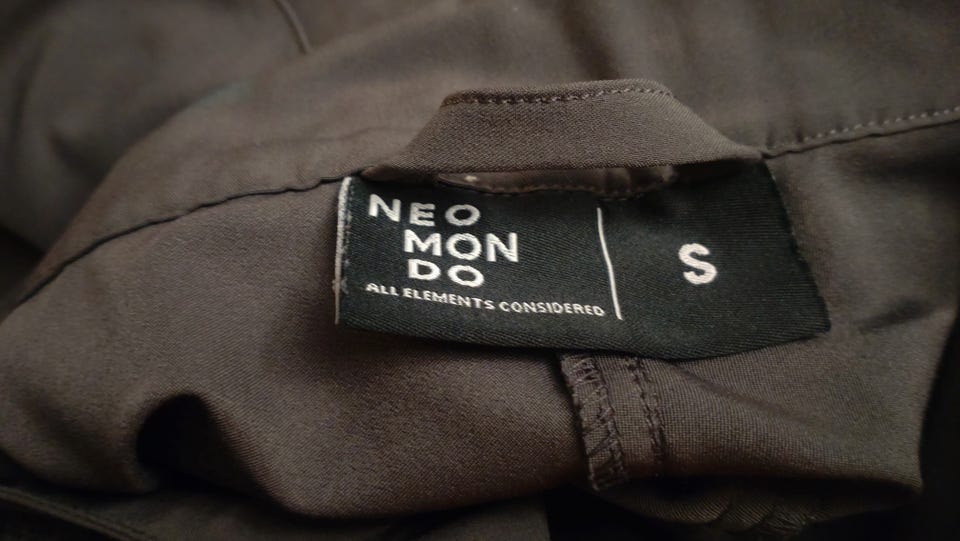 NEO
MON
DO
ALL ELEMENTS CONSIDERED
S